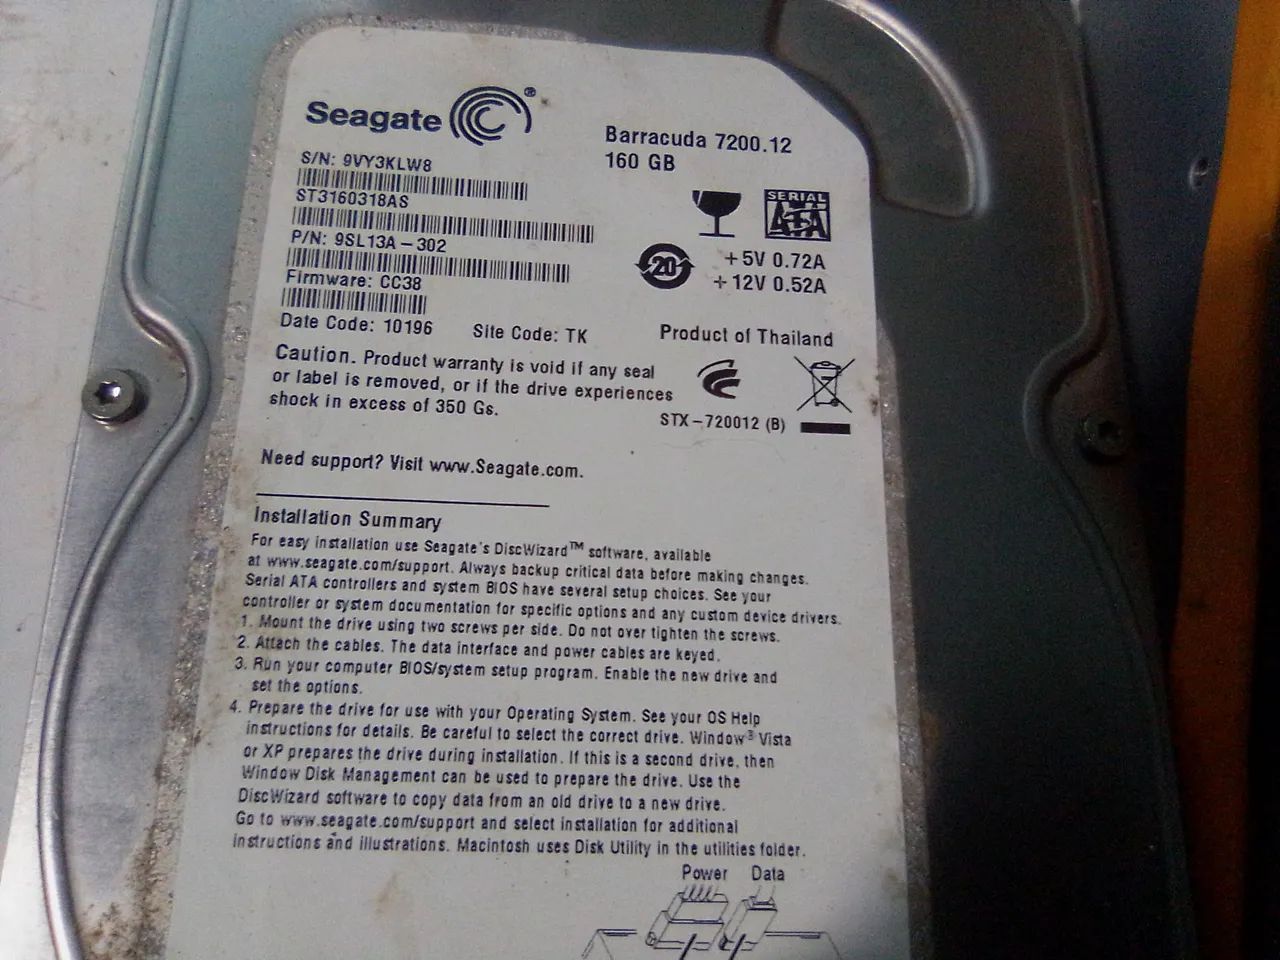 Seagate ®
Barracuda 7200.12
160 GB
S/N: 9VY3KLW8
ST3160318AS
P/N: 9SL13A-302
Firmware: CC38
Date Code: 10196 Site Code: TK
SERIAL
ATA
20
+5V 0.72A
+12V 0.52A
Product of Thailand
STX-720012 (B)
Caution. Product warranty is void if any seal
or label is removed, or if the drive experiences
shock in excess of 350 Gs.
Need support? Visit www.Seagate.com.
Installation Summary
For easy installation use Seagate's DiscWizard™ software, available
at www.seagate.com/support. Always backup critical data before making changes.
Serial ATA controllers and system BIOS have several setup choices. See your
controller or system documentation for specific options and any custom device drivers.
1. Mount the drive using two screws per side. Do not over tighten the screws.
2. Attach the cables. The data interface and power cables are keyed.
3. Run your computer BIOS/system setup program. Enable the new drive and
set the options.
4. Prepare the drive for use with your Operating System. See your OS Help
instructions for details. Be careful to select the correct drive. Window® Vista
or XP prepares the drive during installation. If this is a second drive, then
Window Disk Management can be used to prepare the drive. Use the
DiscWizard software to copy data from an old drive to a new drive.
Go to www.seagate.com/support and select installation for additional
instructions and illustrations. Macintosh uses Disk Utility in the utilities folder.
Power Data